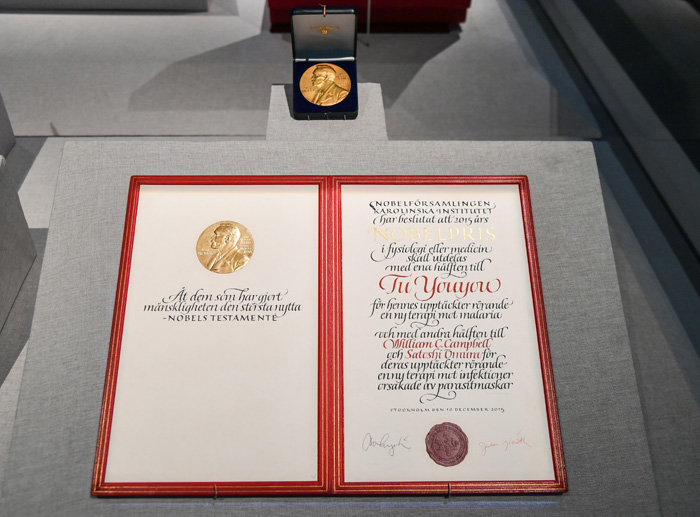 Åt dem som har gjort
mänskligheten den största nytta
-NOBELS TESTAMENTE
NOBELFÖRSAMLINGEN
KAROLINSKA INSTITUTET
har beslutat att 2015 års
NOBELPRIS
i fysiologi eller medicin
skall utdelas
med ena hälften till
Tu Youyou
för hennes upptäckter rörande
en ny terapi mot malaria
och med andra hälften till
William C. Campbell
och Satoshi Ōmura för
deras upptäckter rörande
en ny terapi mot infektioner
orsakade av parasitmaskar
STOCKHOLM DEN 10 DECEMBER 2015